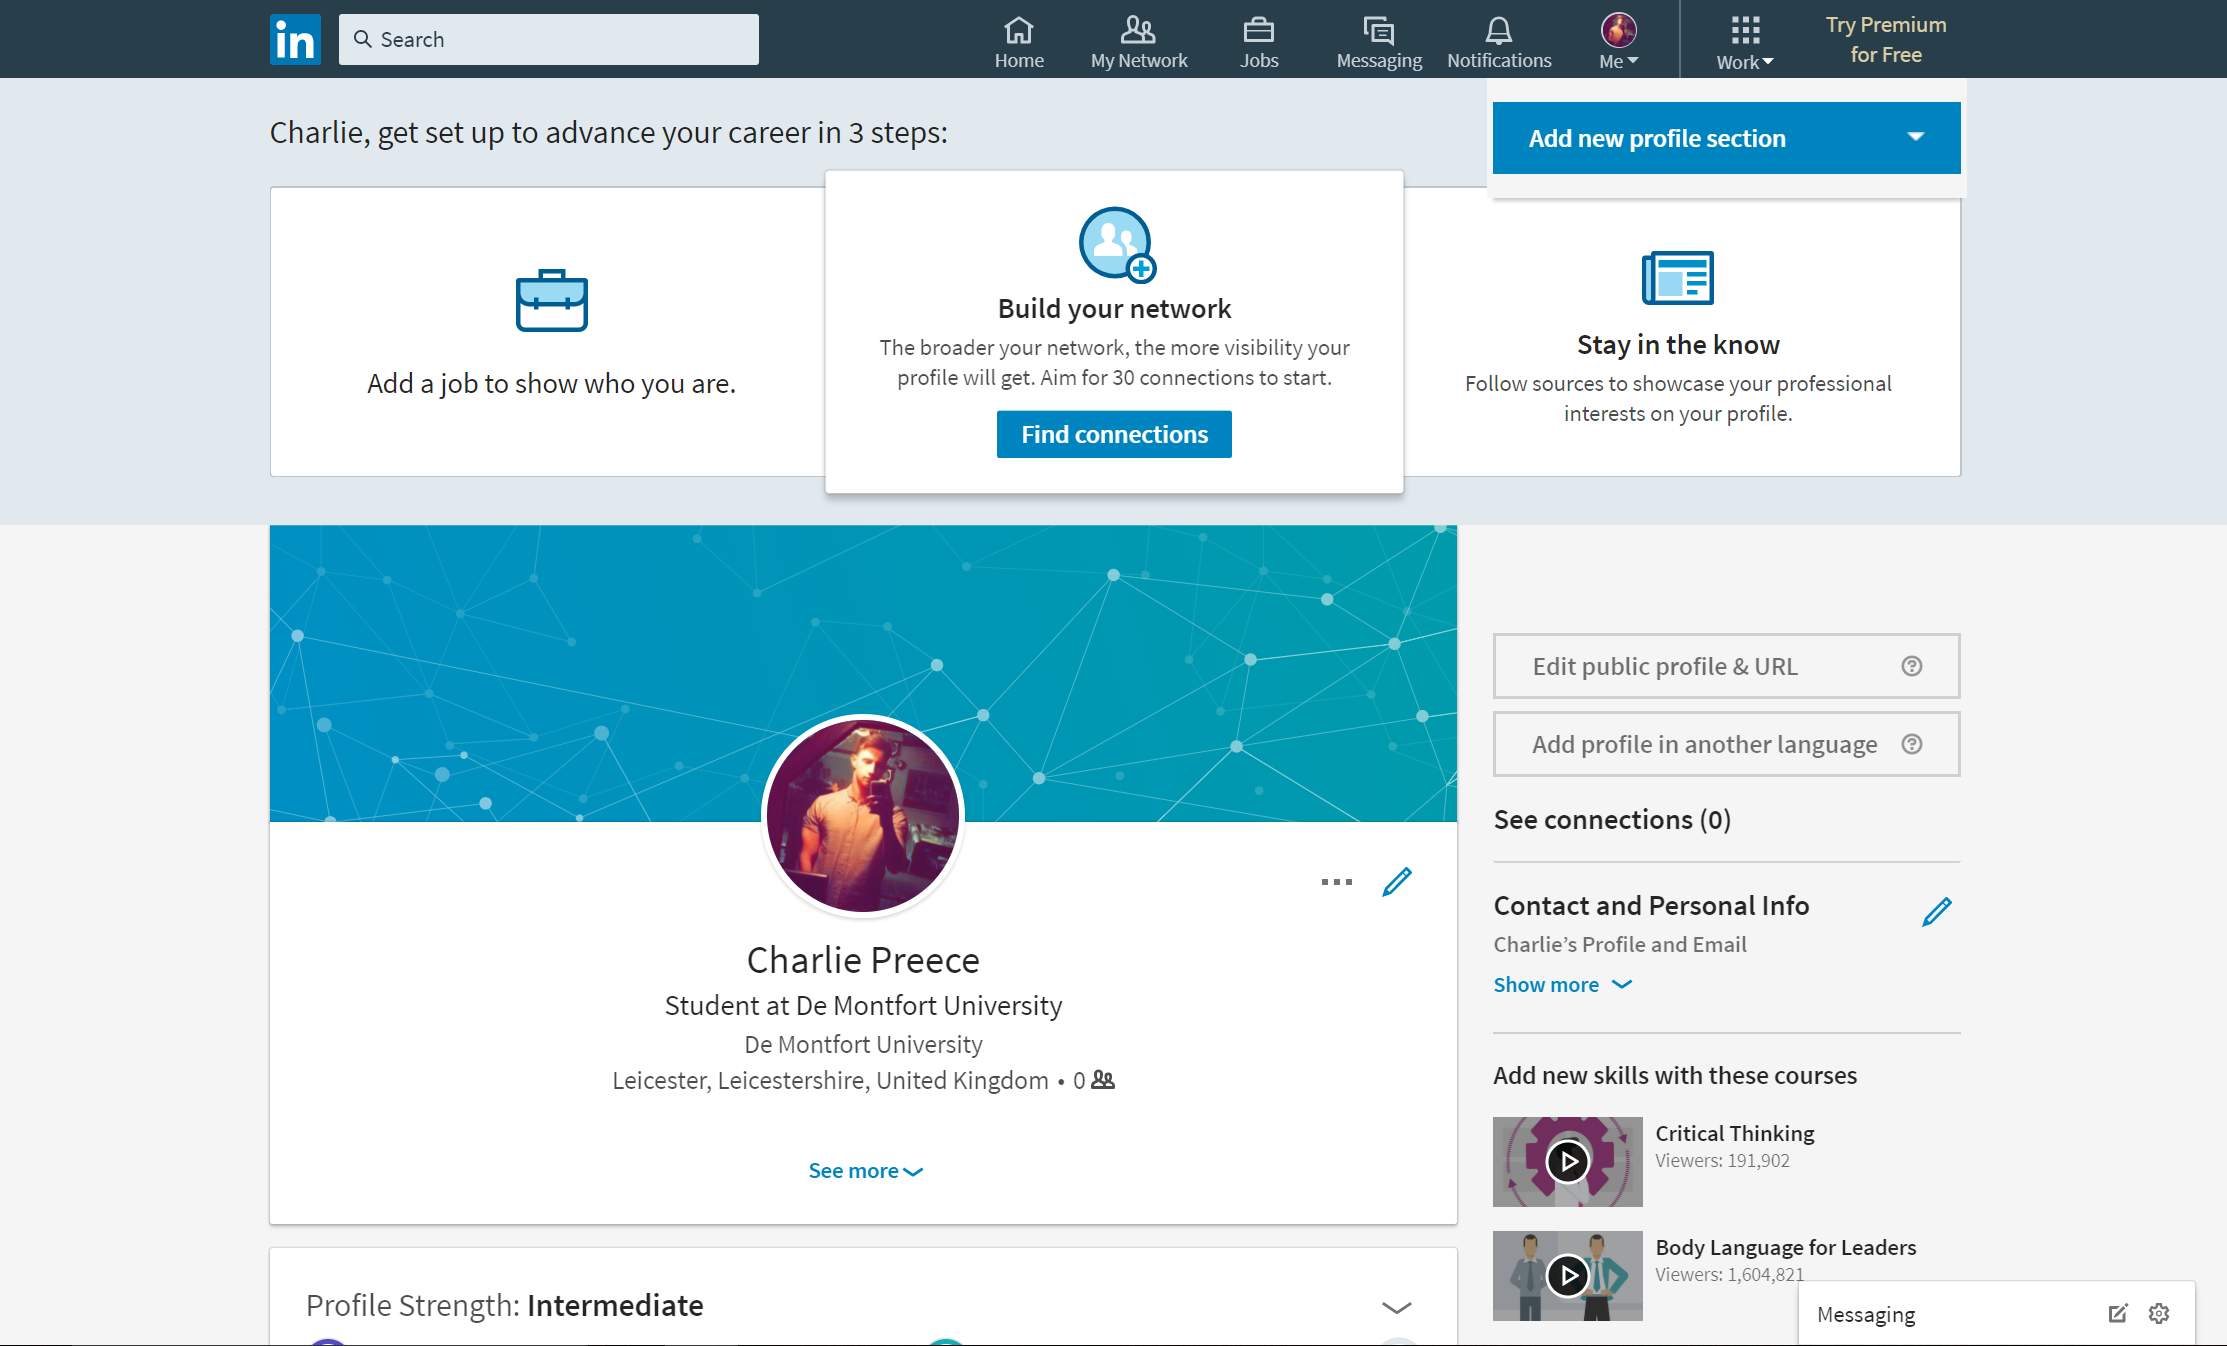 in
Search
Home
My Network
Jobs
Messaging
Notifications
Me
Work
Try Premium
for Free
Charlie, get set up to advance your career in 3 steps:
Add new profile section
Add a job to show who you are.
Build your network
The broader your network, the more visibility your
profile will get. Aim for 30 connections to start.
Find connections
Stay in the know
Follow sources to showcase your professional
interests on your profile.
Charlie Preece
Student at De Montfort University
De Montfort University
Leicester, Leicestershire, United Kingdom • 0
See more
Profile Strength: Intermediate
Edit public profile & URL
Add profile in another language
See connections (0)
Contact and Personal Info
Charlie’s Profile and Email
Show more
Add new skills with these courses
Critical Thinking
Viewers: 191,902
Body Language for Leaders
Viewers: 1,604,821
Messaging